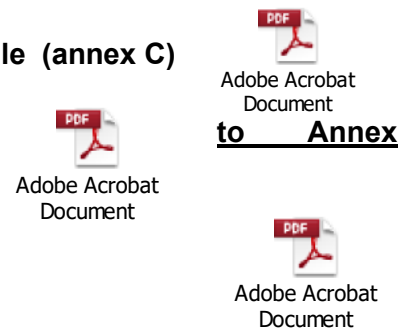 PDF
le (annex C)
Adobe Acrobat
Document
to Annex
PDF
Adobe Acrobat
Document
PDF
Adobe Acrobat
Document